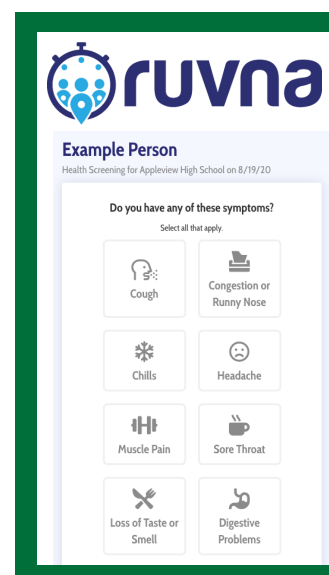 ruvna
Example Person
Health Screening for Appleview High School on 8/19/20
Do you have any of these symptoms?
Select all that apply.
Cough
Congestion or
Runny Nose
Chills
Headache
Muscle Pain
Sore Throat
Loss of Taste or
Smell
Digestive
Problems